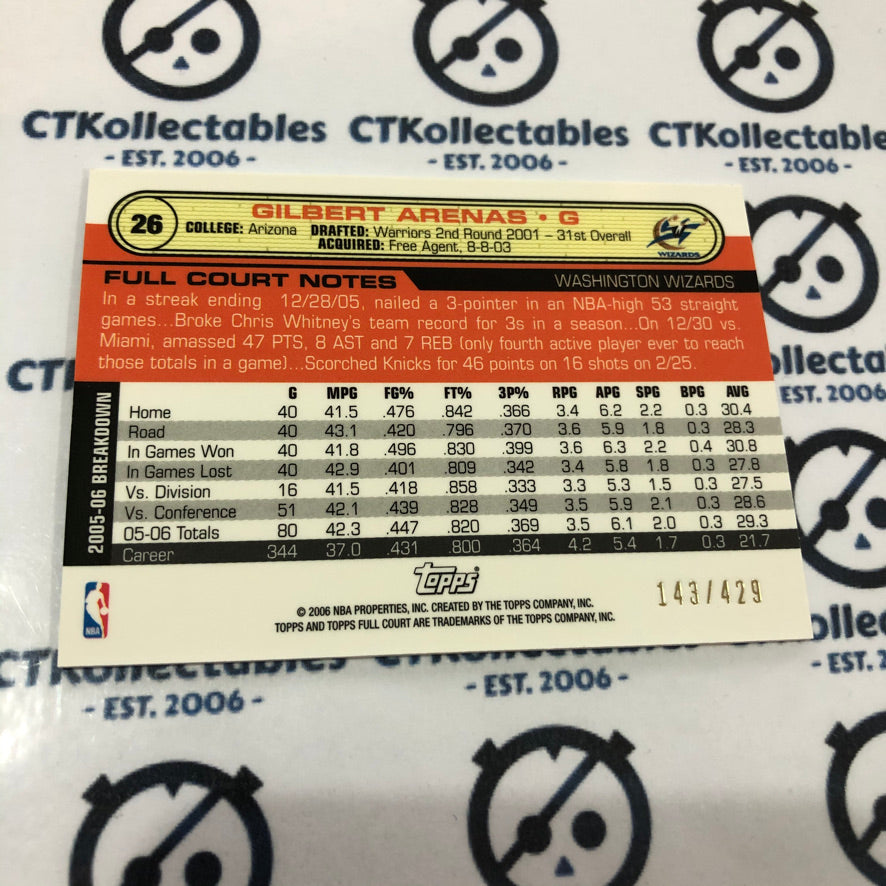 CTKollectables CTKollectables CTKollectable
- EST. 2006 - - EST. 2006 - - EST. 2006 -
26
GILBERT ARENAS • G
COLLEGE: Arizona DRAFTED: Warriors 2nd Round 2001 – 31st Overall
ACQUIRED: Free Agent, 8-8-03
WIZARDS
FULL COURT NOTES WASHINGTON WIZARDS
In a streak ending 12/28/05, nailed a 3-pointer in an NBA-high 53 straight
games...Broke Chris Whitney's team record for 3s in a season...On 12/30 vs.
Miami, amassed 47 PTS, 8 AST and 7 REB (only fourth active player ever to reach
those totals in a game)...Scorched Knicks for 46 points on 16 shots on 2/25.
CT
ollecta
EST. 2006
2005-06 BREAKDOWN
G MPG FG% FT% 3P% RPG APG SPG BPG AVG
Home 40 41.5 .476 .842 .366 3.4 6.2 2.2 0.3 30.4
Road 40 43.1 .420 .796 .370 3.6 5.9 1.8 0.3 28.3
In Games Won 40 41.8 .496 .830 .399 3.6 6.3 2.2 0.4 30.8
In Games Lost 40 42.9 .401 .809 .342 3.4 5.8 1.8 0.3 27.8
Vs. Division 16 41.5 .418 .858 .333 3.3 5.3 1.5 0.3 27.5
Vs. Conference 51 42.1 .439 .828 .349 3.5 5.9 2.1 0.3 28.6
05-06 Totals 80 42.3 .447 .820 .369 3.5 6.1 2.0 0.3 29.3
Career 344 37.0 .431 .800 .364 4.2 5.4 1.7 0.3 21.7
topps
143/429
NBA
© 2006 NBA PROPERTIES, INC. CREATED BY THE TOPPS COMPANY, INC.
TOPPS AND TOPPS FULL COURT ARE TRADEMARKS OF THE TOPPS COMPANY, INC.
ollec
- EST. 2006 - - EST. 2006 - - EST. 20